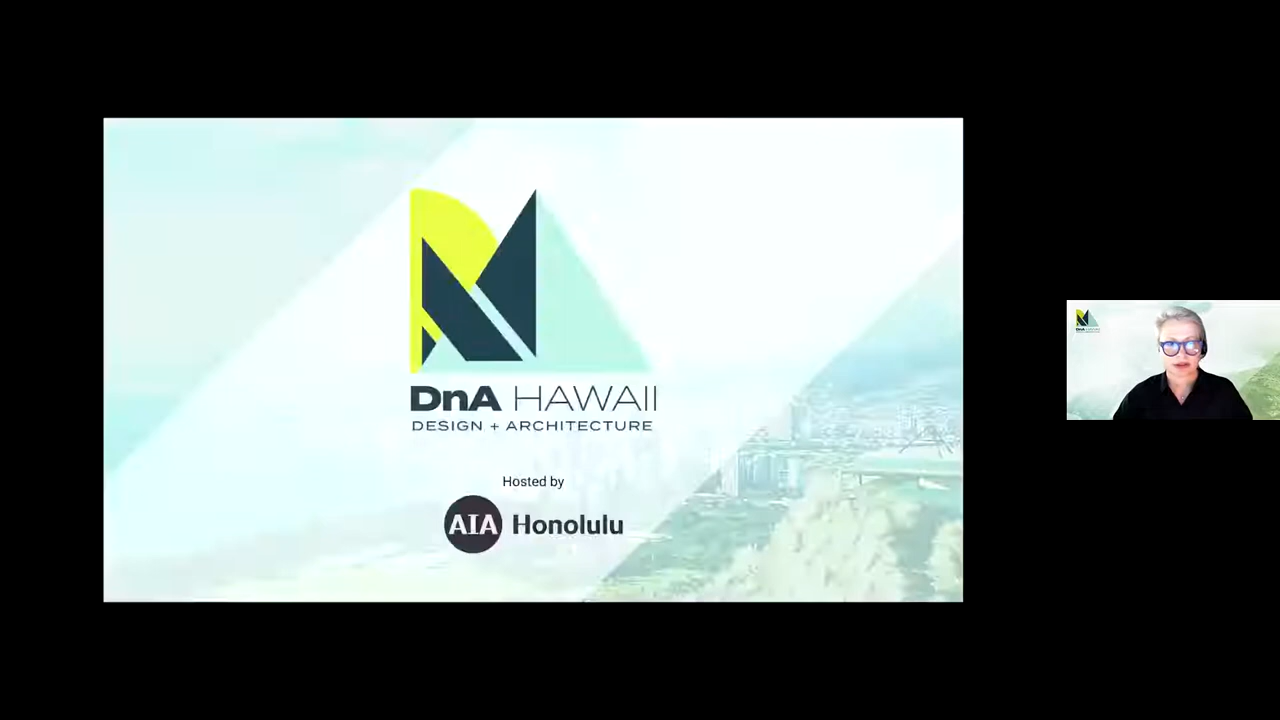 DnA HAWAII
DESIGN + ARCHITECTURE
Hosted by
AIA Honolulu